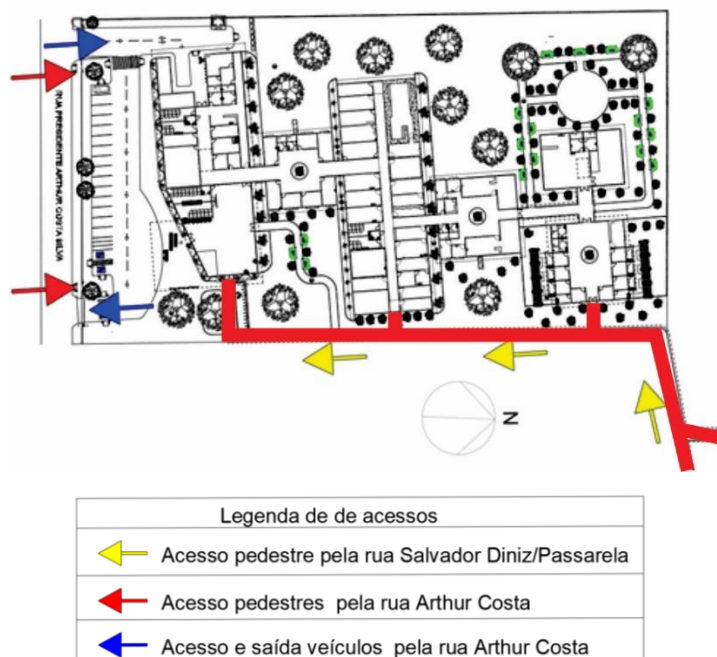 RUA PRESIDENTE ARTHUR COSTA SILVA
N
Legenda de de acessos
Acesso pedestre pela rua Salvador Diniz/Passarela
Acesso pedestres pela rua Arthur Costa
Acesso e saída veículos pela rua Arthur Costa